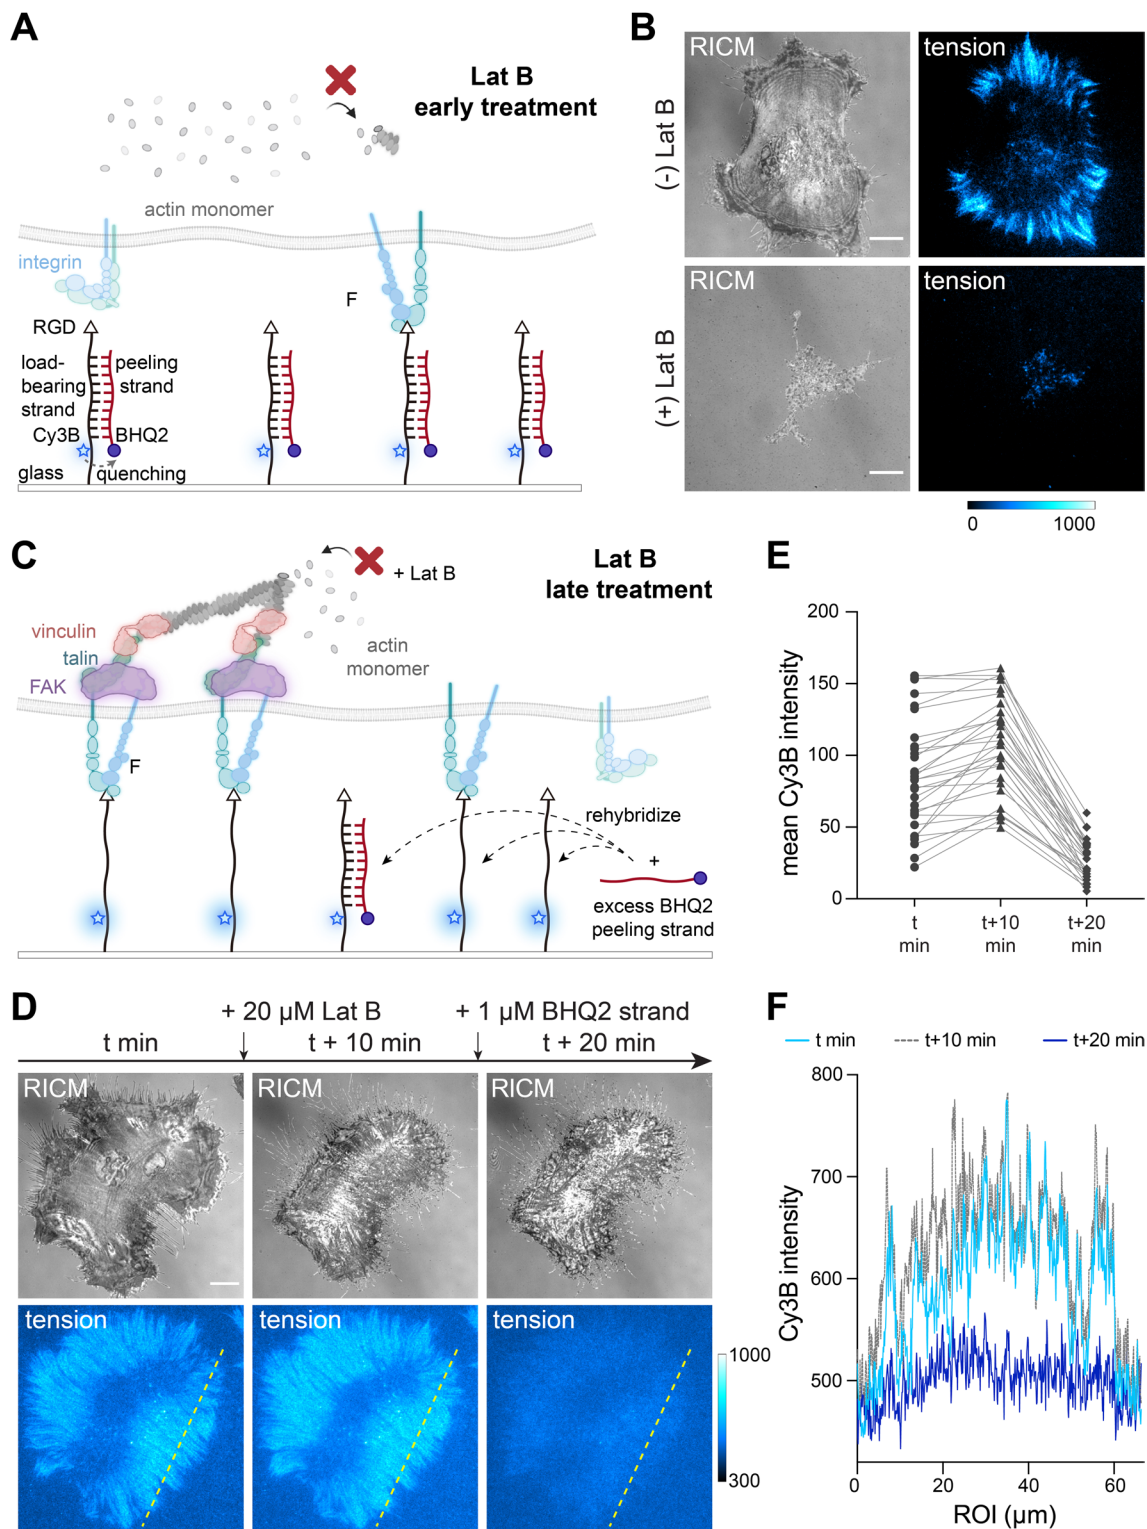 A
Lat B
early treatment
actin monomer
integrin
F
RGD
load-
bearing
strand
peeling
strand
Cy3B
BHQ2
glass
quenching
B
(-) Lat B
RICM
tension
(+) Lat B
RICM
tension
0
1000
C
+ Lat B
Lat B
late treatment
vinculin
talin
FAK
actin
monomer
F
rehybridize
+
excess BHQ2
peeling strand
E
mean Cy3B intensity
200
150
100
50
0
t
min
t+10
min
t+20
min
D
+ 20 μM Lat B
+ 1 μM BHQ2 strand
t min
t + 10 min
t + 20 min
RICM
RICM
RICM
tension
tension
tension
1000
300
F
t min
t+10 min
t+20 min
Cy3B intensity
800
700
600
500
0
20
40
60
ROI (μm)